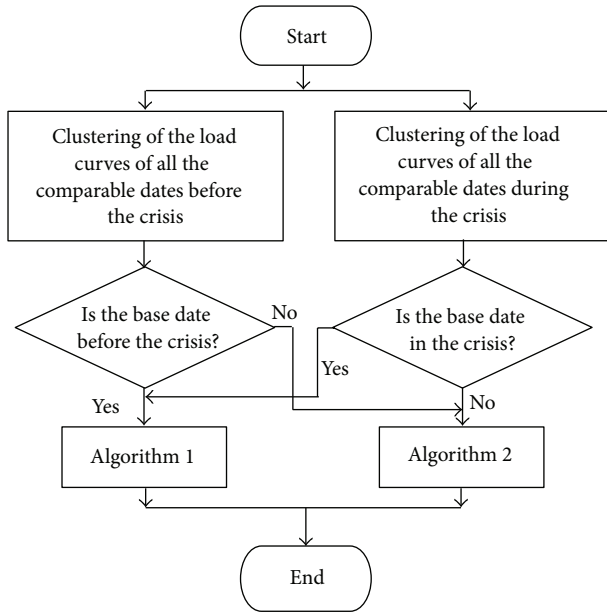 Start
Clustering of the load
curves of all the
comparable dates before
the crisis
Clustering of the load
curves of all the
comparable dates during
the crisis
Is the base date
before the crisis?
No
Is the base date
in the crisis?
Yes
Yes
No
Algorithm 1
Algorithm 2
End